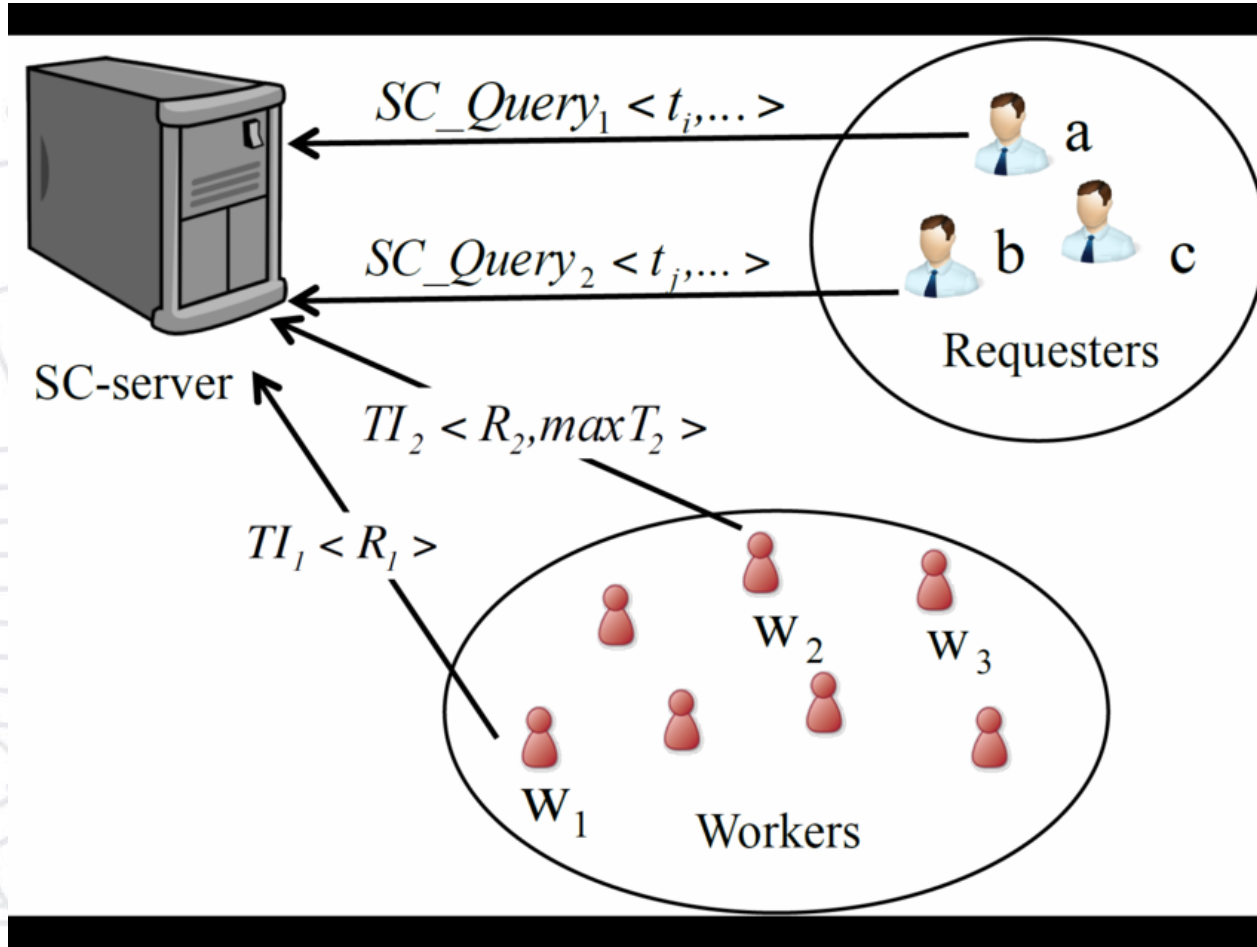 SC_Query₁ < tᵢ,... >
a
SC_Query₂ < tⱼ,... >
b
c
Requesters
SC-server
TI₂ < R₂,maxT₂ >
TI₁ < R₁ >
w₂
w₃
w₁
Workers